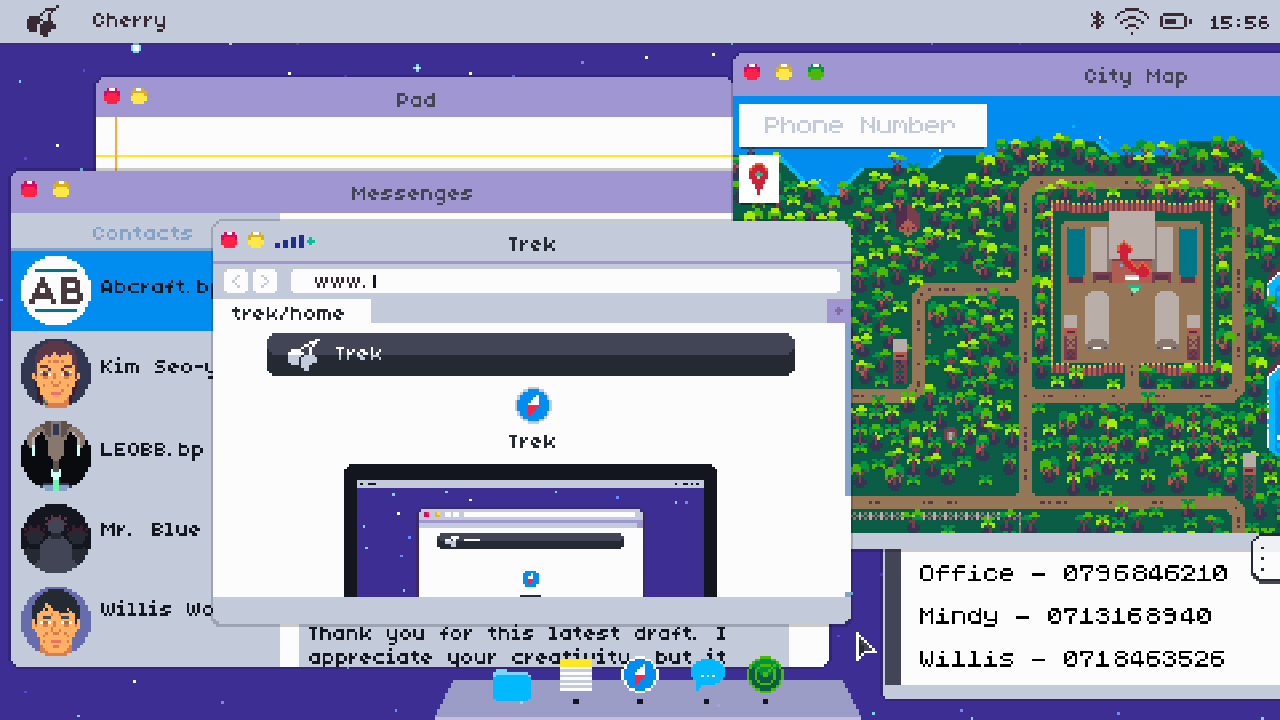 Cherry
15:56
Pad
City Map
Phone Number
Messenges
Contacts
Abcraft.b
AB
Kim Seo-y
LEOBB.bp
Mr. Blue
Willis Wo
Trek
www.
trek/home
+
Trek
Trek
Thank you for this latest draft. I
appreciate your creativity, but it
Office - 0796846210
Mindy - 0713168940
Willis - 0718463526